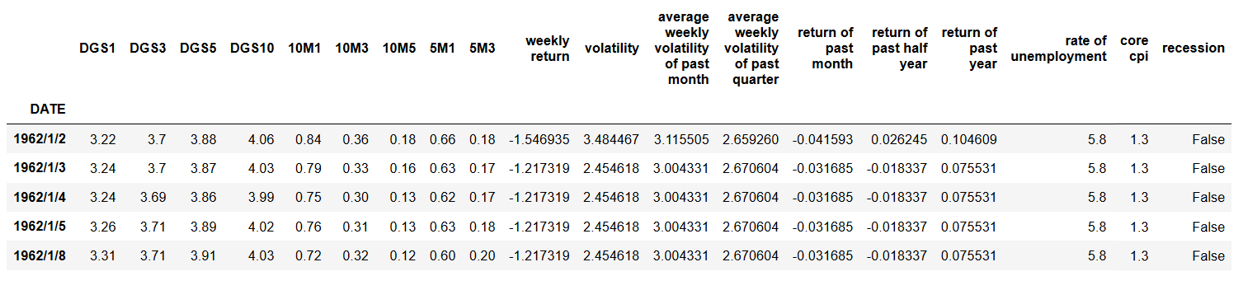 DGS1 DGS3 DGS5 DGS10 10M1 10M3 10M5 5M1 5M3 weekly return volatility average weekly volatility of past month average weekly volatility of past quarter return of past month return of past half year return of past year rate of unemployment core cpi recession
DATE
1962/1/2 3.22 3.7 3.88 4.06 0.84 0.36 0.18 0.66 0.18 -1.546935 3.484467 3.115505 2.659260 -0.041593 0.026245 0.104609 5.8 1.3 False
1962/1/3 3.24 3.7 3.87 4.03 0.79 0.33 0.16 0.63 0.17 -1.217319 2.454618 3.004331 2.670604 -0.031685 -0.018337 0.075531 5.8 1.3 False
1962/1/4 3.24 3.69 3.86 3.99 0.75 0.30 0.13 0.62 0.17 -1.217319 2.454618 3.004331 2.670604 -0.031685 -0.018337 0.075531 5.8 1.3 False
1962/1/5 3.26 3.71 3.89 4.02 0.76 0.31 0.13 0.63 0.18 -1.217319 2.454618 3.004331 2.670604 -0.031685 -0.018337 0.075531 5.8 1.3 False
1962/1/8 3.31 3.71 3.91 4.03 0.72 0.32 0.12 0.60 0.20 -1.217319 2.454618 3.004331 2.670604 -0.031685 -0.018337 0.075531 5.8 1.3 False